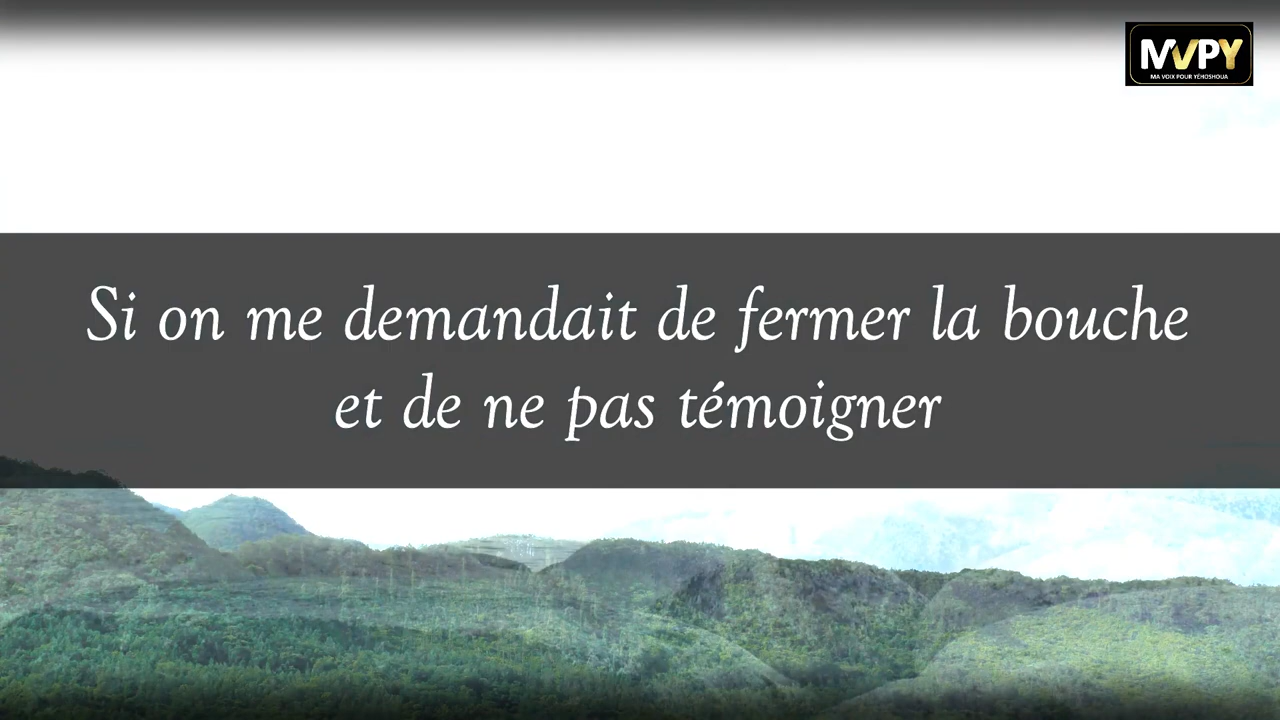 MVPY
MA VOIX POUR YÉHOSHOUA
Si on me demandait de fermer la bouche
et de ne pas témoigner